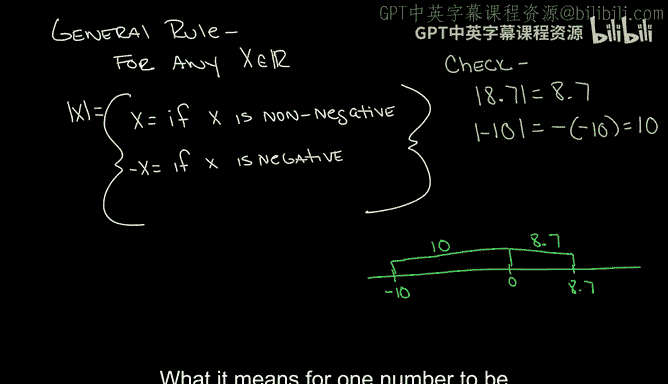 GPT中英字幕课程资源@bilibili.com
GPT中英字幕课程资源 bilibili
GENERAL RULE-
FOR ANY X∈ℝ
|x|=
X= if X is NON-NEGATIVE
-X= if X is NEGATIVE
CHECK-
|8.7|=8.7
|-10|=-(-10)=10
10
8.7
-10
0
8.7
What it means for one number to be